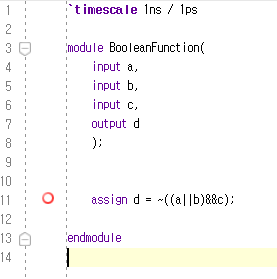 1 `timescale 1ns / 1ps
2
3 module BooleanFunction(
4 input a,
5 input b,
6 input c,
7 output d
8 );
9
10
11 assign d = ~((a||b)&&c);
12
13 endmodule
14